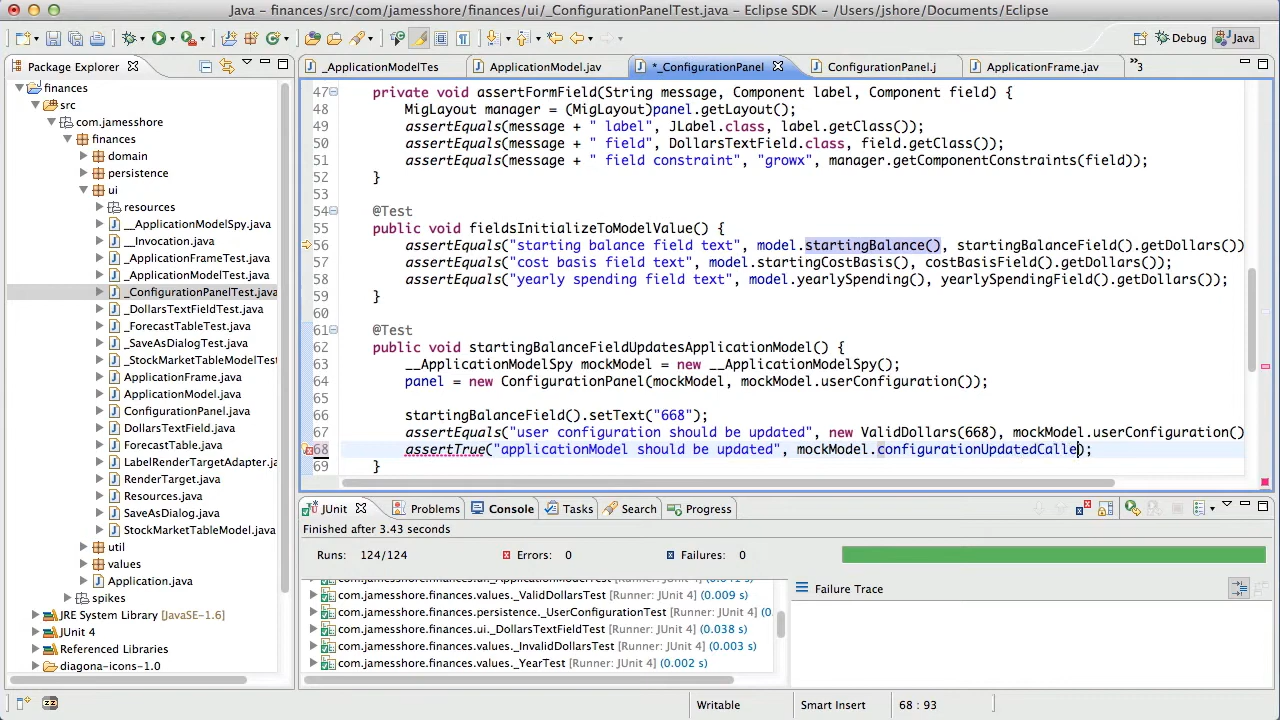 Java – finances/src/com/jamesshore/finances/ui/_ConfigurationPanelTest.java – Eclipse SDK – /Users/jshore/Documents/Eclipse
Debug
Java
Package Explorer
_ApplicationModelTes
ApplicationModel.jav
*_ConfigurationPanel
ConfigurationPanel.j
ApplicationFrame.jav
»3
finances
src
com.jamesshore
finances
domain
persistence
ui
resources
__ApplicationModelSpy.java
__Invocation.java
_ApplicationFrameTest.java
_ApplicationModelTest.java
_ConfigurationPanelTest.java
_DollarsTextFieldTest.java
_ForecastTableTest.java
_SaveAsDialogTest.java
_StockMarketTableModelTest
ApplicationFrame.java
ApplicationModel.java
ConfigurationPanel.java
DollarsTextField.java
ForecastTable.java
LabelRenderTargetAdapter
RenderTarget.java
Resources.java
SaveAsDialog.java
StockMarketTableModel.java
util
values
Application.java
spikes
JRE System Library [JavaSE-1.6]
JUnit 4
Referenced Libraries
diagona-icons-1.0
47 private void assertFormField(String message, Component label, Component field) {
48 MigLayout manager = (MigLayout)panel.getLayout();
49 assertEquals(message + " label", JLabel.class, label.getClass());
50 assertEquals(message + " field", DollarsTextField.class, field.getClass());
51 assertEquals(message + " field constraint", "growx", manager.getComponentConstraints(field));
52 }
53
54 @Test
55 public void fieldsInitializeToModelValue() {
56 assertEquals("starting balance field text", model.startingBalance(), startingBalanceField().getDollars())
57 assertEquals("cost basis field text", model.startingCostBasis(), costBasisField().getDollars());
58 assertEquals("yearly spending field text", model.yearlySpending(), yearlySpendingField().getDollars());
59 }
60
61 @Test
62 public void startingBalanceFieldUpdatesApplicationModel() {
63 __ApplicationModelSpy mockModel = new __ApplicationModelSpy();
64 panel = new ConfigurationPanel(mockModel, mockModel.userConfiguration());
65
66 startingBalanceField().setText("668");
67 assertEquals("user configuration should be updated", new ValidDollars(668), mockModel.userConfiguration()
68 assertTrue("applicationModel should be updated", mockModel.configurationUpdatedCalle);
69 }
JUnit
Problems
Console
Tasks
Search
Progress
Finished after 3.43 seconds
Runs: 124/124
Errors: 0
Failures: 0
com.jamesshore.finances.ui._ApplicationModelTest [Runner: JUnit 4] (0.041 s)
com.jamesshore.finances.values._ValidDollarsTest [Runner: JUnit 4] (0.009 s)
com.jamesshore.finances.persistence._UserConfigurationTest [Runner: JUnit 4] (0.
com.jamesshore.finances.ui._DollarsTextFieldTest [Runner: JUnit 4] (0.038 s)
com.jamesshore.finances.values._InvalidDollarsTest [Runner: JUnit 4] (0.003 s)
com.jamesshore.finances.values._YearTest [Runner: JUnit 4] (0.002 s)
Failure Trace
Writable
Smart Insert
68 : 93